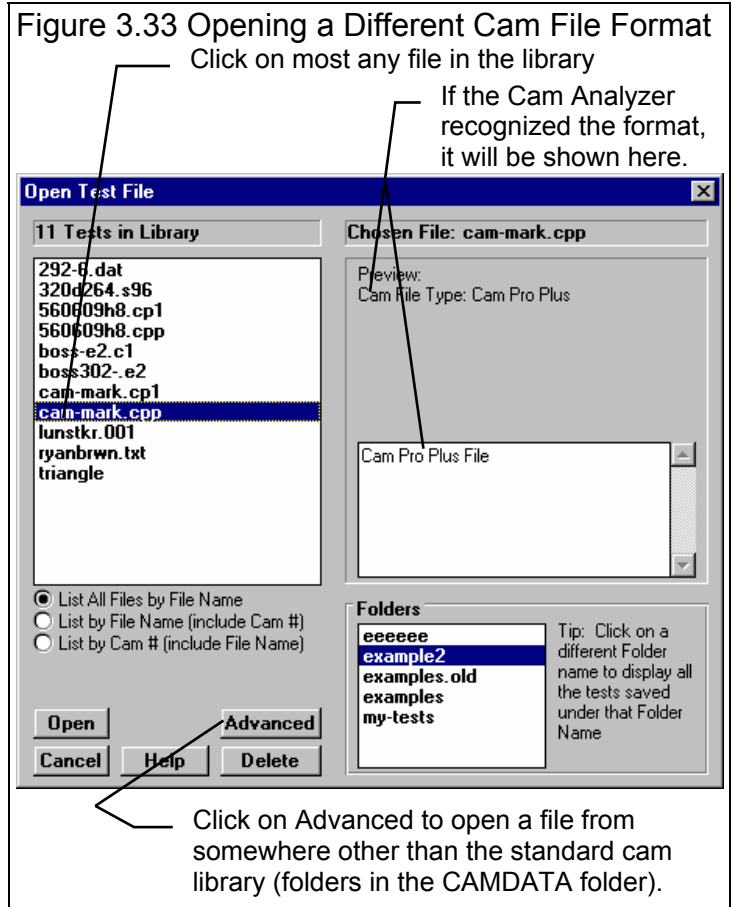 Figure 3.33 Opening a Different Cam File Format
Click on most any file in the library
If the Cam Analyzer
recognized the format,
it will be shown here.
Open Test File
11 Tests in Library
292-6.dat
320d264.s96
560609h8.cp1
560609h8.cpp
boss-e2.c1
boss302-.e2
cam-mark.cp1
cam-mark.cpp
lunstkr.001
ryanbrwn.txt
triangle
List All Files by File Name
List by File Name (include Cam #)
List by Cam # (include File Name)
Open
Advanced
Cancel
Help
Delete
Chosen File: cam-mark.cpp
Preview:
Cam File Type: Cam Pro Plus
Cam Pro Plus File
Folders
eeeeee
example2
examples.old
examples
my-tests
Tip: Click on a
different Folder
name to display all
the tests saved
under that Folder
Name
Click on Advanced to open a file from
somewhere other than the standard cam
library (folders in the CAMDATA folder).